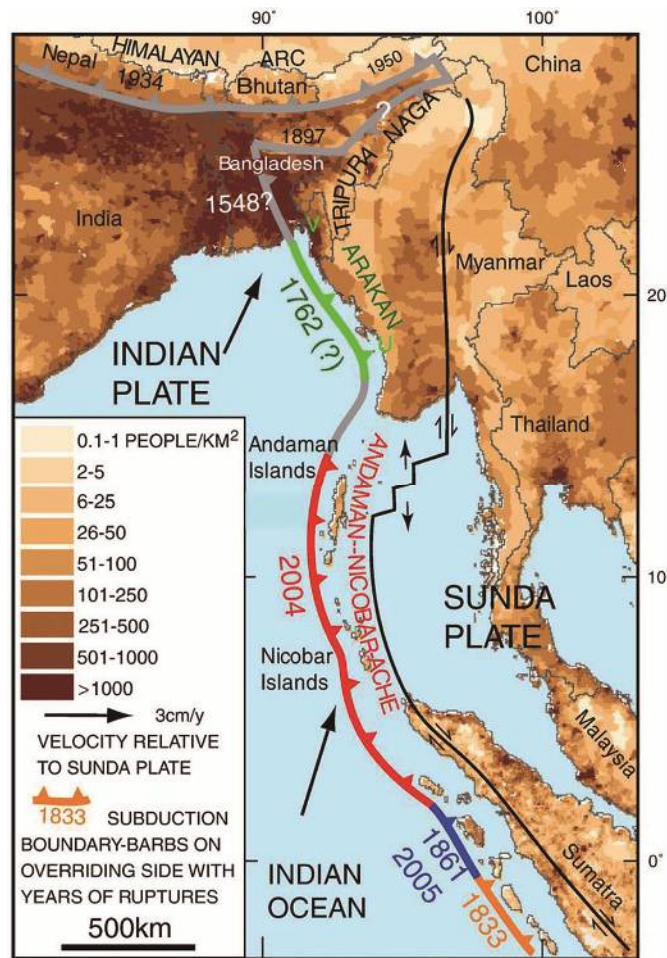 90°
100°
HIMALAYAN ARC
China
Nepal
1934
Bhutan
1950
?
1897
NAGA
TRIPURA
Bangladesh
1548?
India
ARAKAN
Myanmar
Laos
20°
1762 (?)
INDIAN
PLATE
Thailand
0.1-1 PEOPLE/KM²
2-5
6-25
26-50
51-100
101-250
251-500
501-1000
>1000
3cm/y
VELOCITY RELATIVE
TO SUNDA PLATE
1833 SUBDUCTION
BOUNDARY-BARBS ON
OVERRIDING SIDE WITH
YEARS OF RUPTURES
500km
Andaman
Islands
ANDAMAN--NICOBAR-ACHE
10°
2004
SUNDA
PLATE
Nicobar
Islands
Malaysia
Sumatra
0°
INDIAN
OCEAN
1861
2005
1833